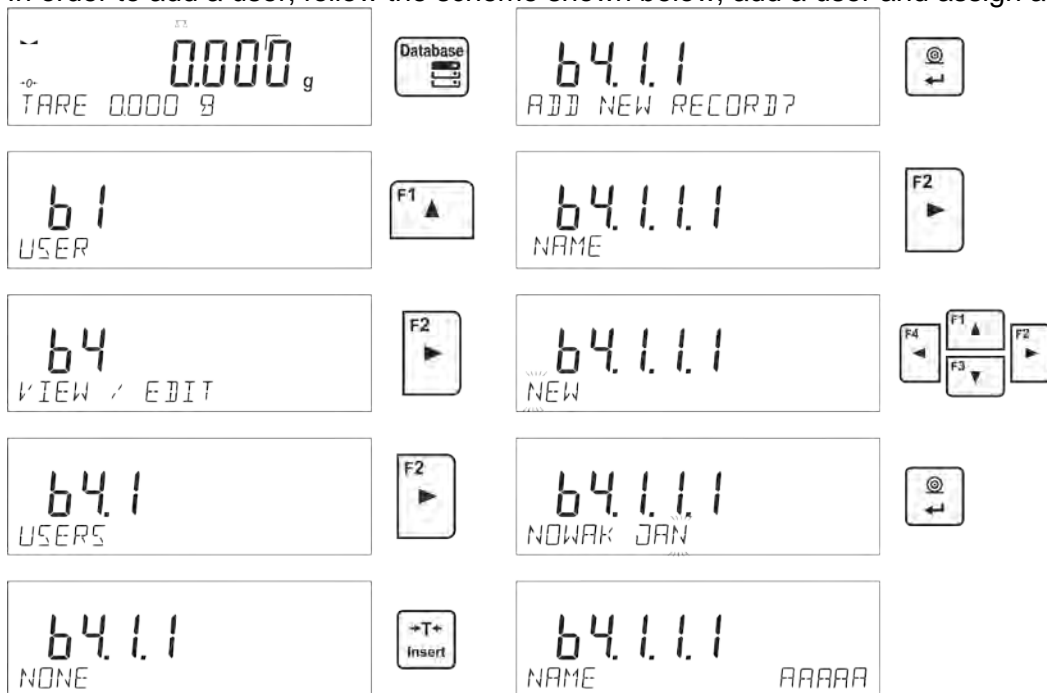 In order to add a user, follow the scheme shown below, add a user and assign a
0.000 g
→0←
TARE 0.000 g
Database
b1
USER
F1
b4
VIEW / EDIT
F2
b4.1
USERS
F2
b4.1.1
NONE
→T←
Insert
b4.1.1
ADD NEW RECORD?
b4.1.1.1
NAME
F2
b4.1.1.1
NEW
F4 F1 F2
F3
b4.1.1.1
NOWAK JAN
b4.1.1.1
NAME AAAAA